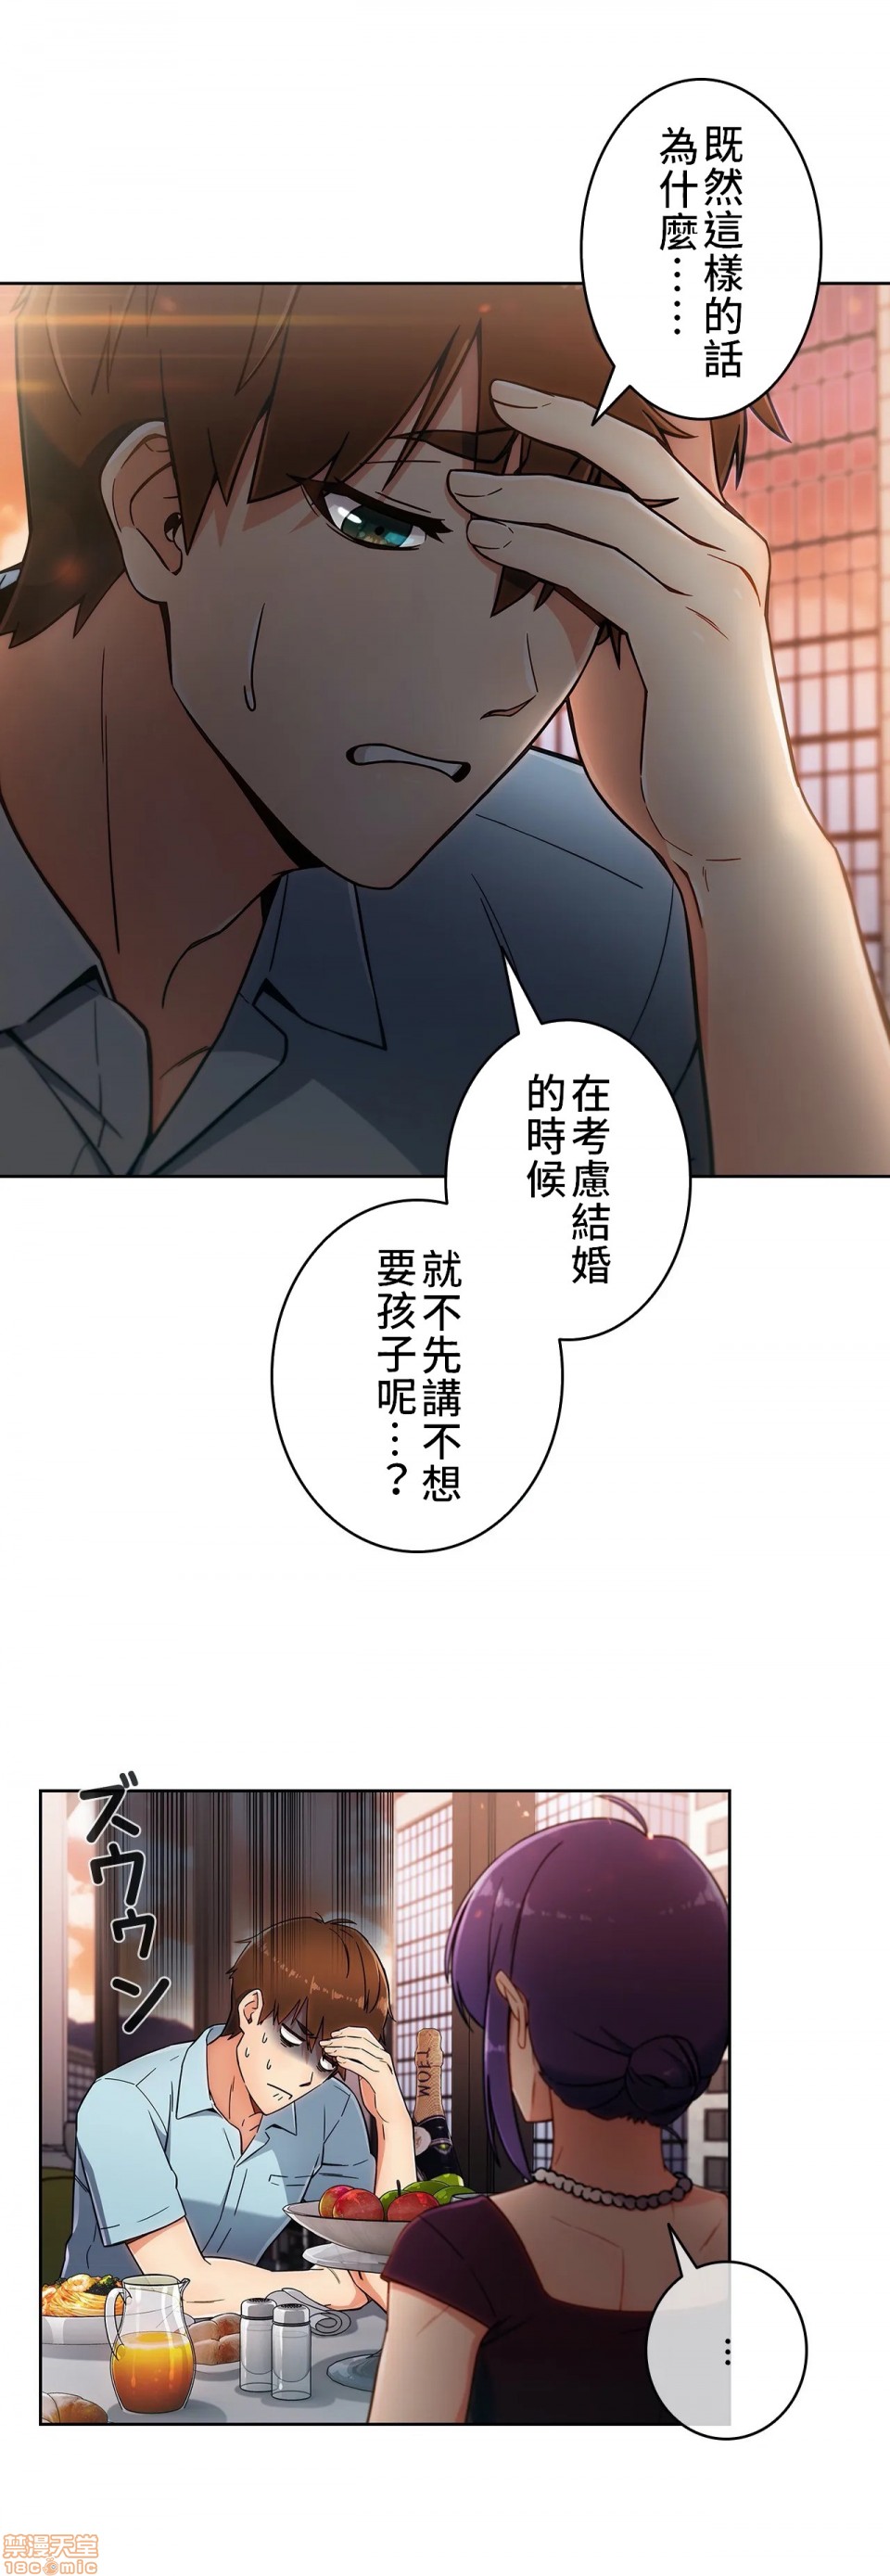 既然這樣的話
為什麼……
在考慮結婚
的時候
就不先講不想
要孩子呢…？
ズウウン
MOET
…
禁漫天堂
18comic